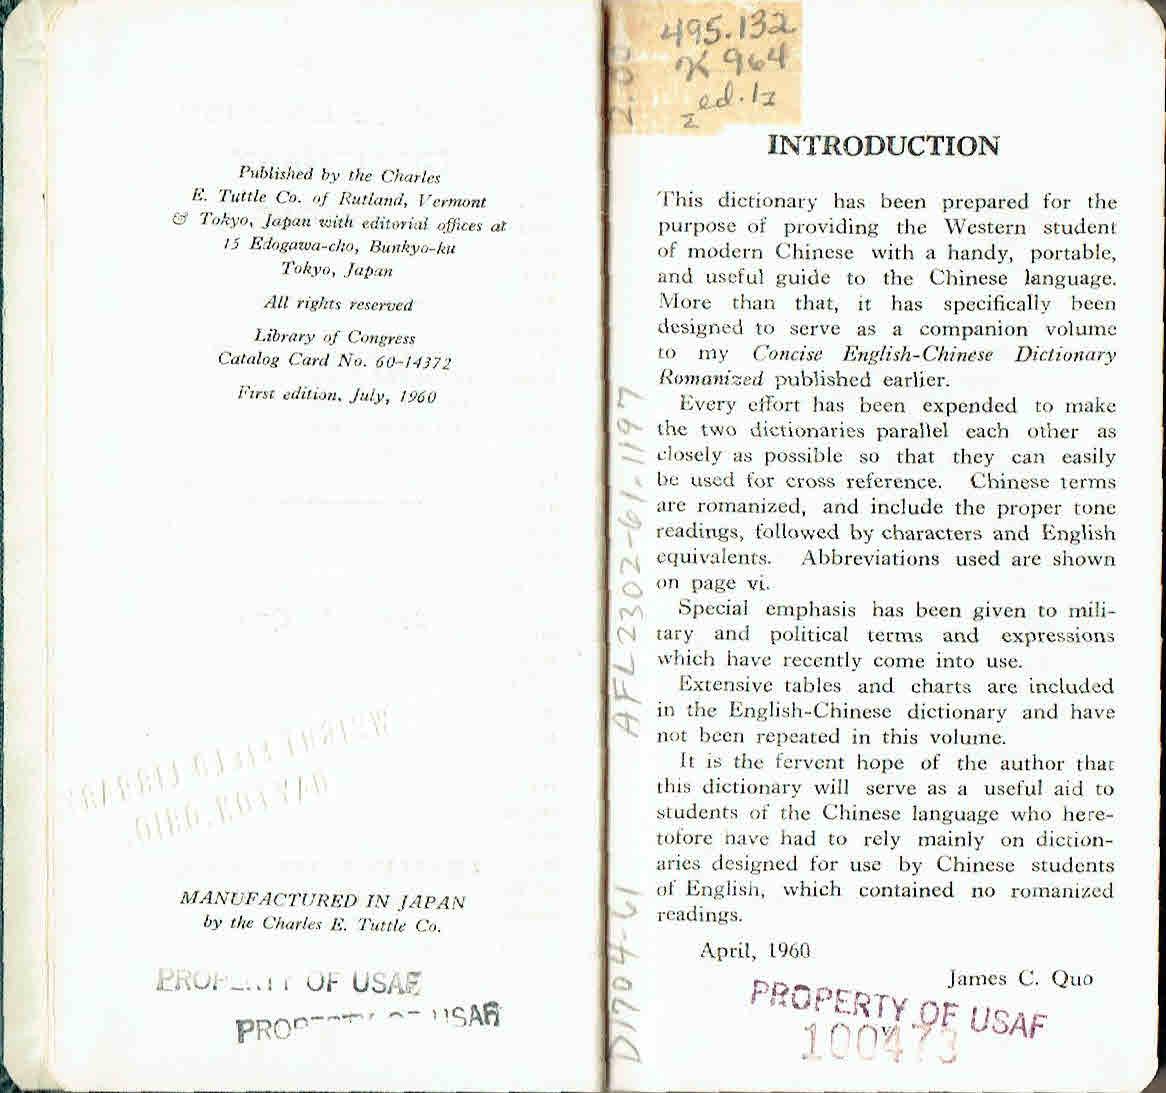 Published by the Charles
E. Tuttle Co. of Rutland, Vermont
& Tokyo, Japan with editorial offices at
15 Edogawa-cho, Bunkyo-ku
Tokyo, Japan
All rights reserved
Library of Congress
Catalog Card No. 60-14372
First edition, July, 1960
MANUFACTURED IN JAPAN
by the Charles E. Tuttle Co.
PROPERTY OF USAF
PROPERTY OF USAF
495.132
K 964
ed.1
2.00
AFL2302-61.1197
D1704-61
INTRODUCTION
This dictionary has been prepared for the
purpose of providing the Western student
of modern Chinese with a handy, portable,
and useful guide to the Chinese language.
More than that, it has specifically been
designed to serve as a companion volume
to my Concise English-Chinese Dictionary
Romanized published earlier.
Every effort has been expended to make
the two dictionaries parallel each other as
closely as possible so that they can easily
be used for cross reference. Chinese terms
are romanized, and include the proper tone
readings, followed by characters and English
equivalents. Abbreviations used are shown
on page vi.
Special emphasis has been given to mili-
tary and political terms and expressions
which have recently come into use.
Extensive tables and charts are included
in the English-Chinese dictionary and have
not been repeated in this volume.
It is the fervent hope of the author that
this dictionary will serve as a useful aid to
students of the Chinese language who here-
tofore have had to rely mainly on diction-
aries designed for use by Chinese students
of English, which contained no romanized
readings.
April, 1960
James C. Quo
PROPERTY OF USAF
v
100473